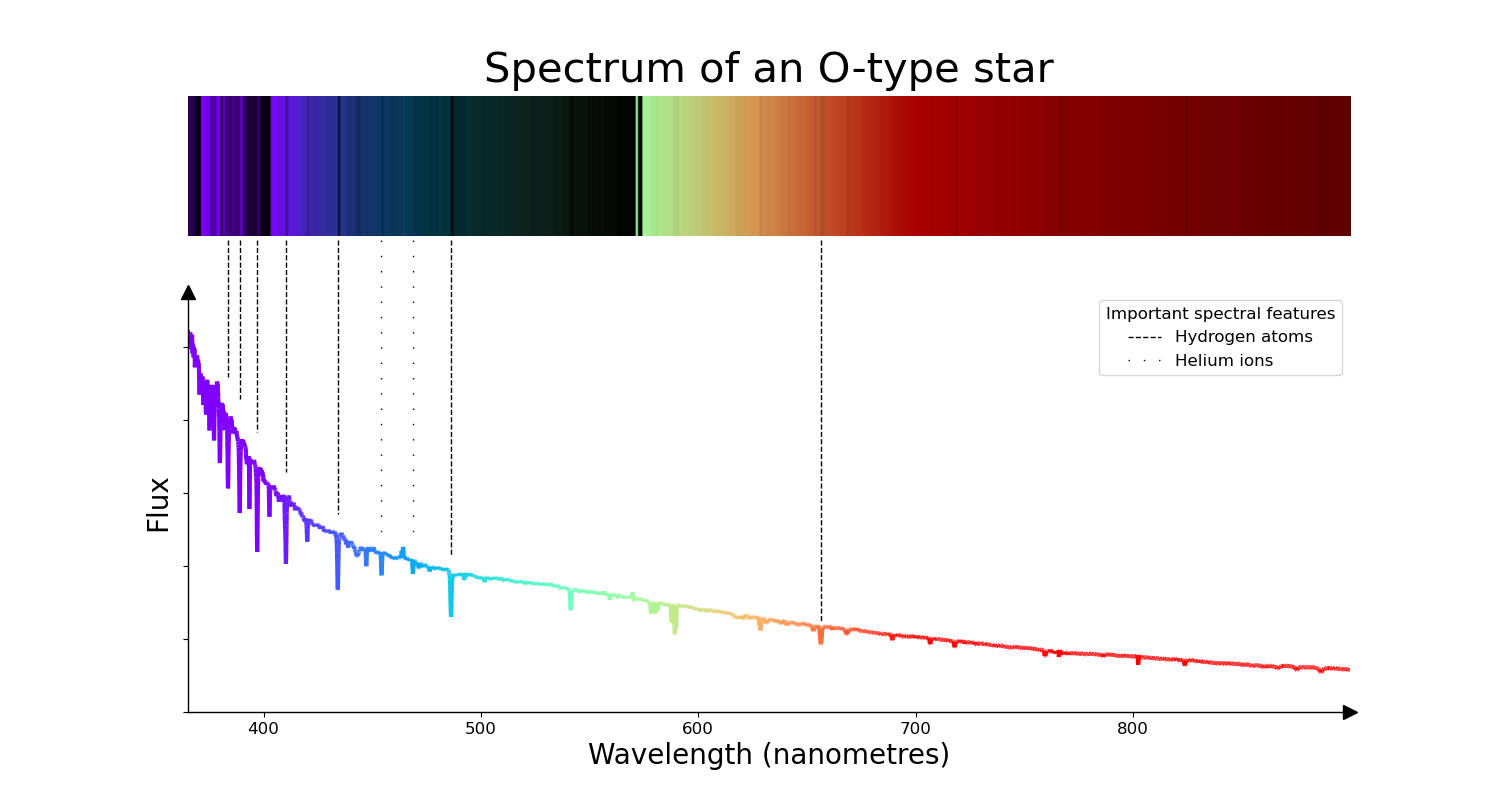 Spectrum of an O-type star
Important spectral features
Hydrogen atoms
Helium ions
Flux
400 500 600 700 800
Wavelength (nanometres)